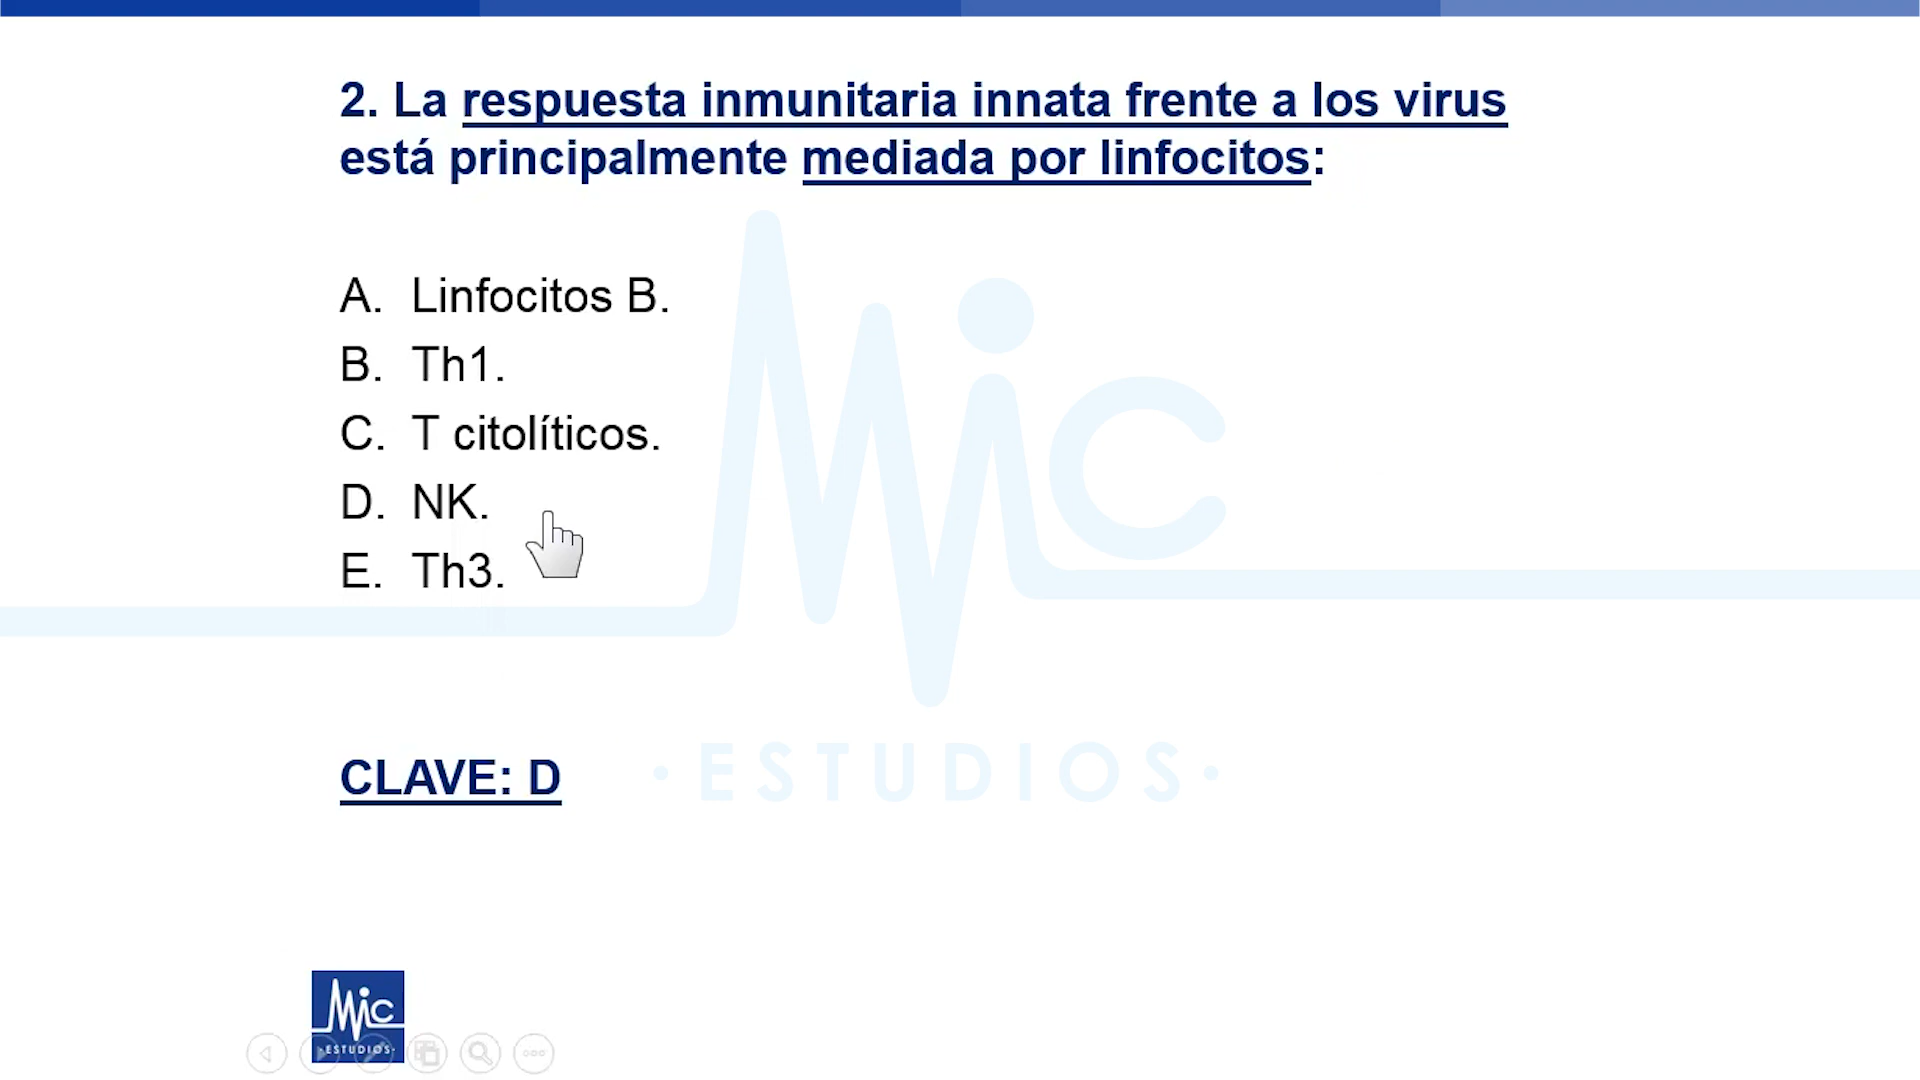 2. La respuesta inmunitaria innata frente a los virus
está principalmente mediada por linfocitos:
A. Linfocitos B.
B. Th1.
C. T citolíticos.
D. NK.
E. Th3.
Mic
·ESTUDIOS·
CLAVE: D
Mic
·ESTUDIOS·